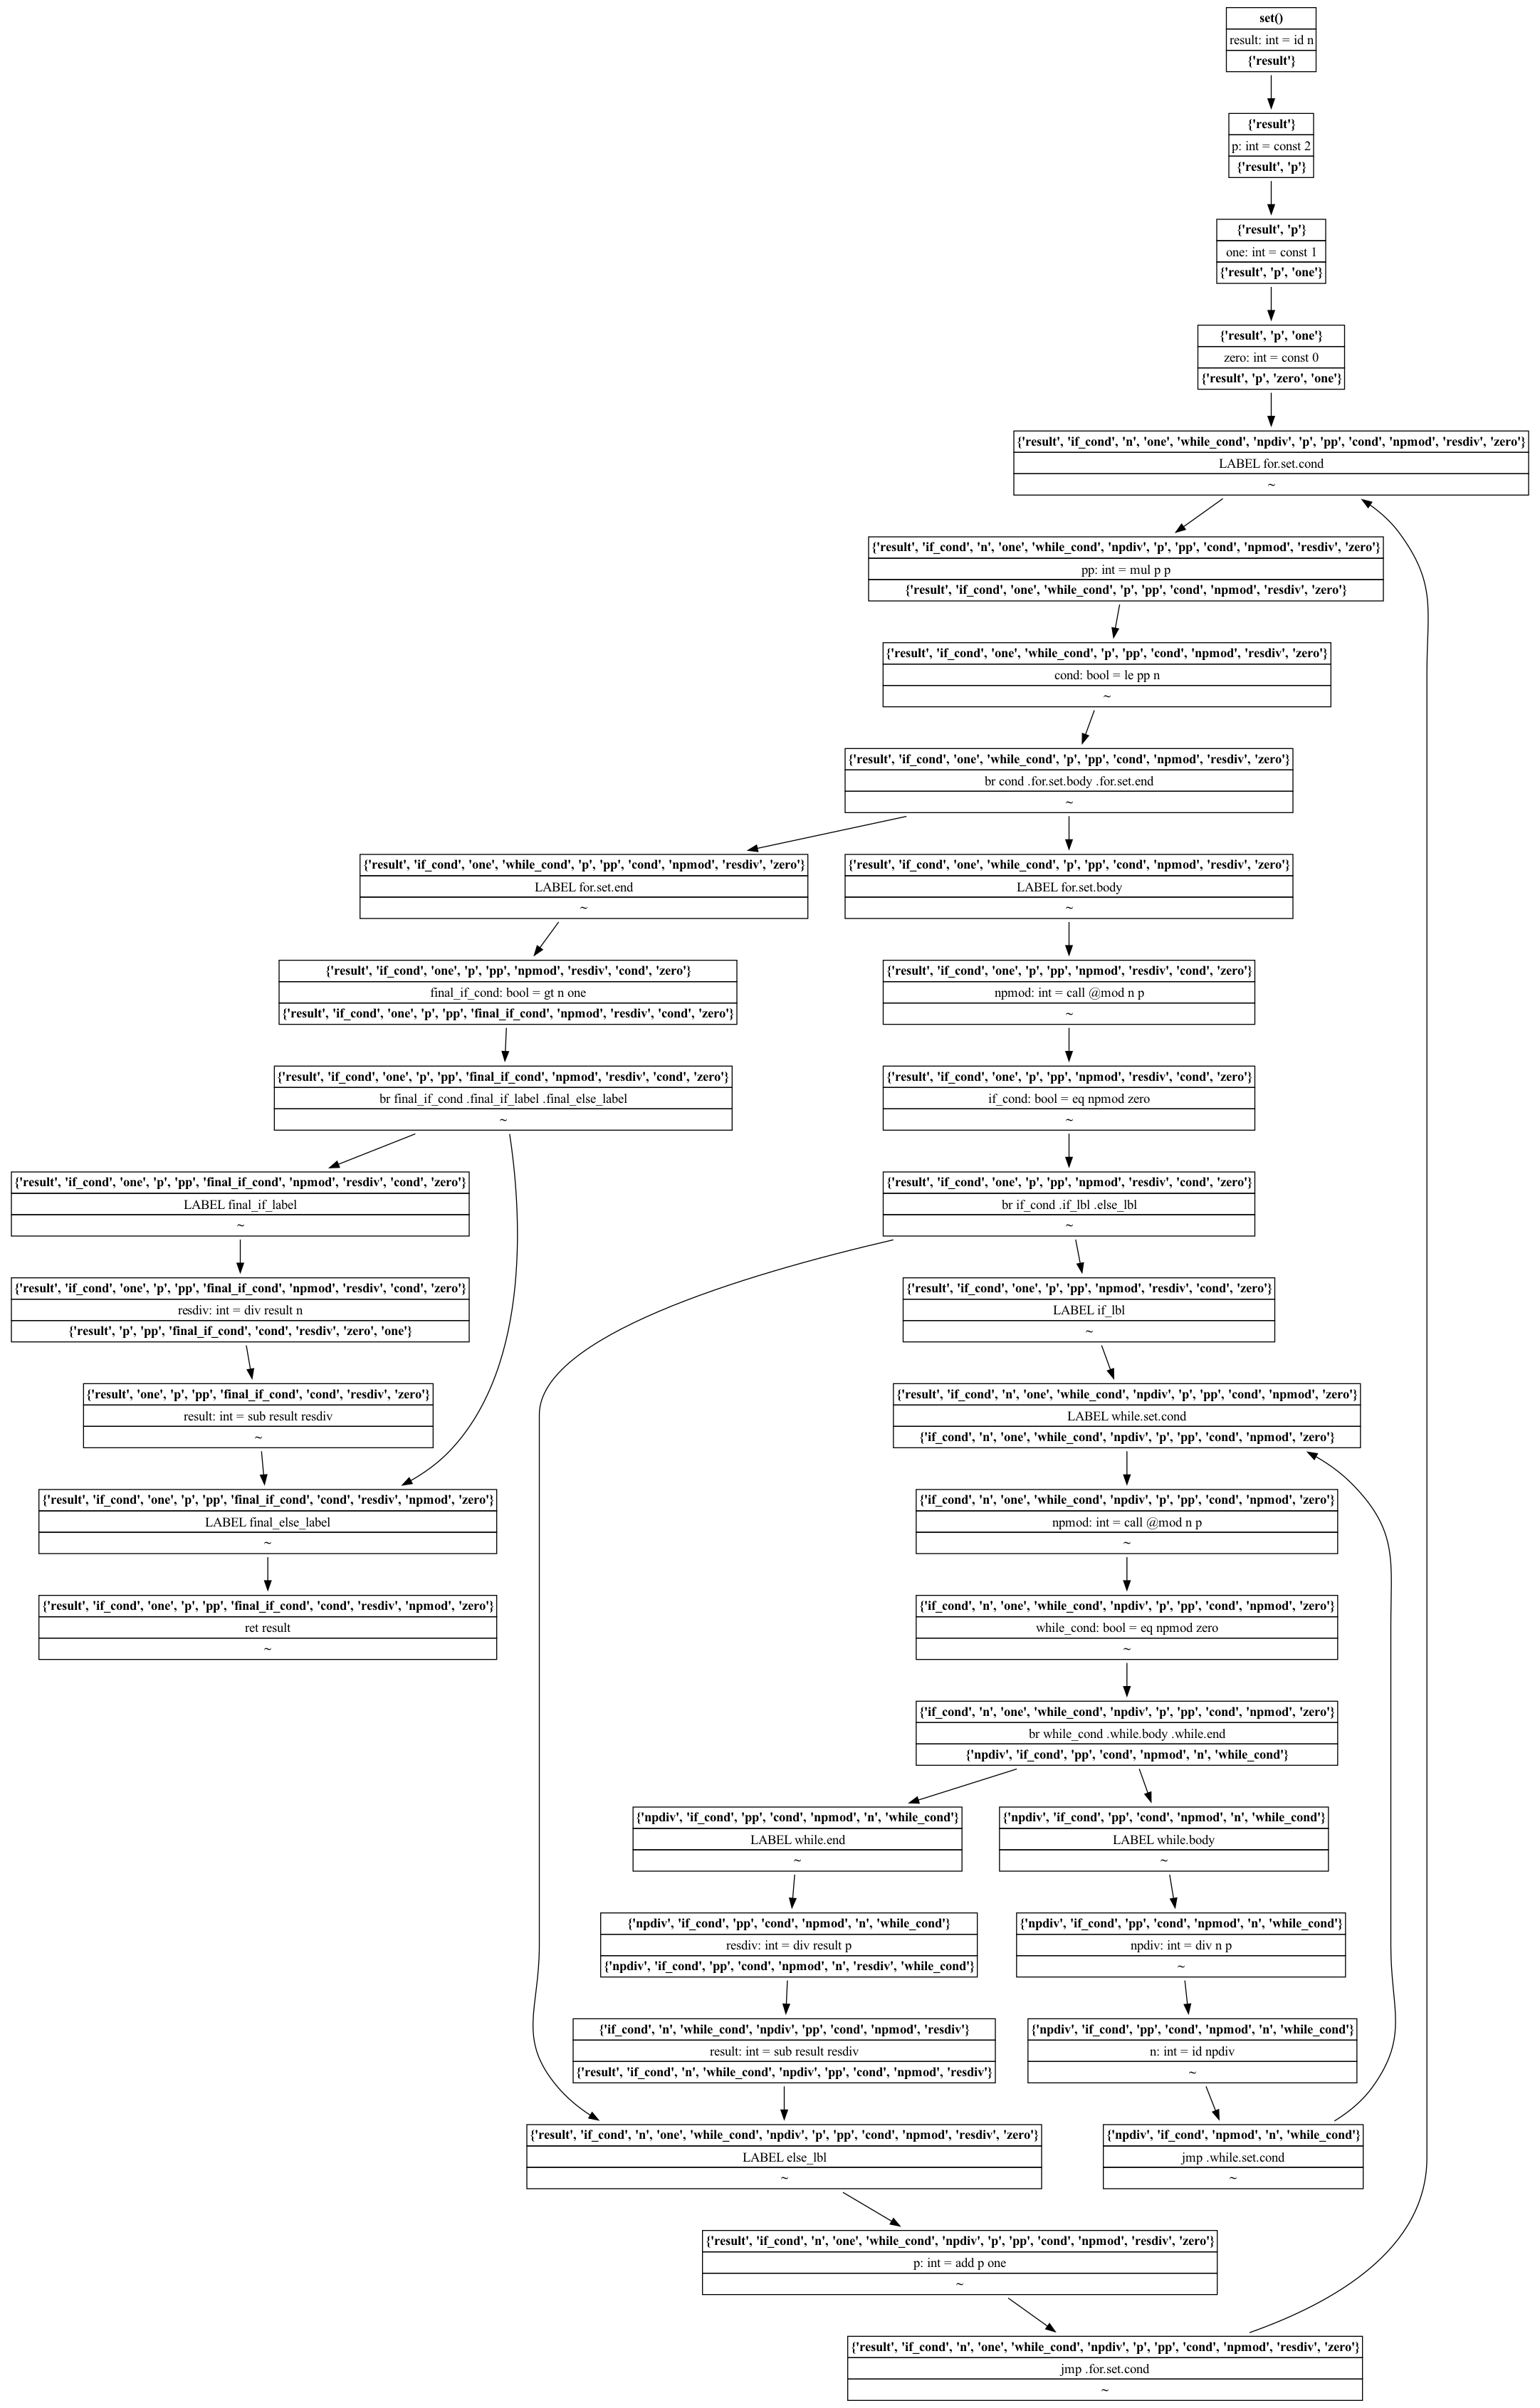 set()
result: int = id n
{'result'}
{'result'}
p: int = const 2
{'result', 'p'}
{'result', 'p'}
one: int = const 1
{'result', 'p', 'one'}
{'result', 'p', 'one'}
zero: int = const 0
{'result', 'p', 'zero', 'one'}
{'result', 'if_cond', 'n', 'one', 'while_cond', 'npdiv', 'p', 'pp', 'cond', 'npmod', 'resdiv', 'zero'}
LABEL for.set.cond
~
{'result', 'if_cond', 'n', 'one', 'while_cond', 'npdiv', 'p', 'pp', 'cond', 'npmod', 'resdiv', 'zero'}
pp: int = mul p p
{'result', 'if_cond', 'one', 'while_cond', 'p', 'pp', 'cond', 'npmod', 'resdiv', 'zero'}
{'result', 'if_cond', 'one', 'while_cond', 'p', 'pp', 'cond', 'npmod', 'resdiv', 'zero'}
cond: bool = le pp n
~
{'result', 'if_cond', 'one', 'while_cond', 'p', 'pp', 'cond', 'npmod', 'resdiv', 'zero'}
br cond .for.set.body .for.set.end
~
{'result', 'if_cond', 'one', 'while_cond', 'p', 'pp', 'cond', 'npmod', 'resdiv', 'zero'}
LABEL for.set.end
~
{'result', 'if_cond', 'one', 'while_cond', 'p', 'pp', 'cond', 'npmod', 'resdiv', 'zero'}
LABEL for.set.body
~
{'result', 'if_cond', 'one', 'p', 'pp', 'npmod', 'resdiv', 'cond', 'zero'}
final_if_cond: bool = gt n one
{'result', 'if_cond', 'one', 'p', 'pp', 'final_if_cond', 'npmod', 'resdiv', 'cond', 'zero'}
{'result', 'if_cond', 'one', 'p', 'pp', 'npmod', 'resdiv', 'cond', 'zero'}
npmod: int = call @mod n p
~
{'result', 'if_cond', 'one', 'p', 'pp', 'final_if_cond', 'npmod', 'resdiv', 'cond', 'zero'}
br final_if_cond .final_if_label .final_else_label
~
{'result', 'if_cond', 'one', 'p', 'pp', 'npmod', 'resdiv', 'cond', 'zero'}
if_cond: bool = eq npmod zero
~
{'result', 'if_cond', 'one', 'p', 'pp', 'final_if_cond', 'npmod', 'resdiv', 'cond', 'zero'}
LABEL final_if_label
~
{'result', 'if_cond', 'one', 'p', 'pp', 'npmod', 'resdiv', 'cond', 'zero'}
br if_cond .if_lbl .else_lbl
~
{'result', 'if_cond', 'one', 'p', 'pp', 'final_if_cond', 'npmod', 'resdiv', 'cond', 'zero'}
resdiv: int = div result n
{'result', 'p', 'pp', 'final_if_cond', 'cond', 'resdiv', 'zero', 'one'}
{'result', 'if_cond', 'one', 'p', 'pp', 'npmod', 'resdiv', 'cond', 'zero'}
LABEL if_lbl
~
{'result', 'one', 'p', 'pp', 'final_if_cond', 'cond', 'resdiv', 'zero'}
result: int = sub result resdiv
~
{'result', 'if_cond', 'n', 'one', 'while_cond', 'npdiv', 'p', 'pp', 'cond', 'npmod', 'zero'}
LABEL while.set.cond
{'if_cond', 'n', 'one', 'while_cond', 'npdiv', 'p', 'pp', 'cond', 'npmod', 'zero'}
{'result', 'if_cond', 'one', 'p', 'pp', 'final_if_cond', 'cond', 'resdiv', 'npmod', 'zero'}
LABEL final_else_label
~
{'if_cond', 'n', 'one', 'while_cond', 'npdiv', 'p', 'pp', 'cond', 'npmod', 'zero'}
npmod: int = call @mod n p
~
{'result', 'if_cond', 'one', 'p', 'pp', 'final_if_cond', 'cond', 'resdiv', 'npmod', 'zero'}
ret result
~
{'if_cond', 'n', 'one', 'while_cond', 'npdiv', 'p', 'pp', 'cond', 'npmod', 'zero'}
while_cond: bool = eq npmod zero
~
{'if_cond', 'n', 'one', 'while_cond', 'npdiv', 'p', 'pp', 'cond', 'npmod', 'zero'}
br while_cond .while.body .while.end
{'npdiv', 'if_cond', 'pp', 'cond', 'npmod', 'n', 'while_cond'}
{'npdiv', 'if_cond', 'pp', 'cond', 'npmod', 'n', 'while_cond'}
LABEL while.end
~
{'npdiv', 'if_cond', 'pp', 'cond', 'npmod', 'n', 'while_cond'}
LABEL while.body
~
{'npdiv', 'if_cond', 'pp', 'cond', 'npmod', 'n', 'while_cond'}
resdiv: int = div result p
{'npdiv', 'if_cond', 'pp', 'cond', 'npmod', 'n', 'resdiv', 'while_cond'}
{'npdiv', 'if_cond', 'pp', 'cond', 'npmod', 'n', 'while_cond'}
npdiv: int = div n p
~
{'if_cond', 'n', 'while_cond', 'npdiv', 'pp', 'cond', 'npmod', 'resdiv'}
result: int = sub result resdiv
{'result', 'if_cond', 'n', 'while_cond', 'npdiv', 'pp', 'cond', 'npmod', 'resdiv'}
{'npdiv', 'if_cond', 'pp', 'cond', 'npmod', 'n', 'while_cond'}
n: int = id npdiv
~
{'result', 'if_cond', 'n', 'one', 'while_cond', 'npdiv', 'p', 'pp', 'cond', 'npmod', 'resdiv', 'zero'}
LABEL else_lbl
~
{'npdiv', 'if_cond', 'npmod', 'n', 'while_cond'}
jmp .while.set.cond
~
{'result', 'if_cond', 'n', 'one', 'while_cond', 'npdiv', 'p', 'pp', 'cond', 'npmod', 'resdiv', 'zero'}
p: int = add p one
~
{'result', 'if_cond', 'n', 'one', 'while_cond', 'npdiv', 'p', 'pp', 'cond', 'npmod', 'resdiv', 'zero'}
jmp .for.set.cond
~